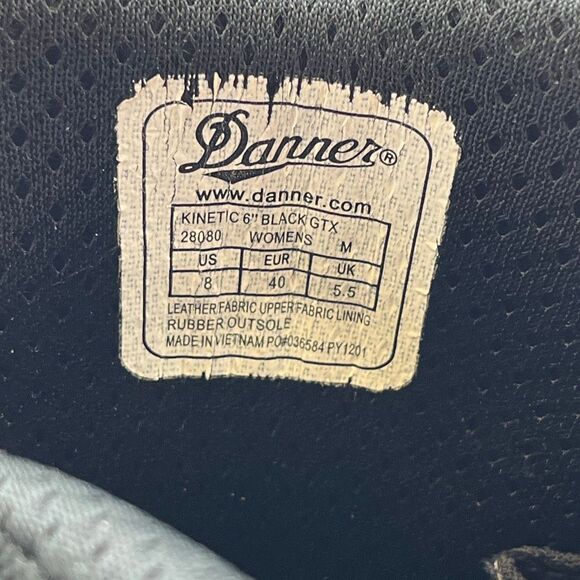 Danner®
www.danner.com
KINETIC 6" BLACK GTX
28080 WOMENS M
US EUR UK
8 40 5.5
LEATHER FABRIC UPPER FABRIC LINING
RUBBER OUTSOLE
MADE IN VIETNAM PO#036584 PY1201